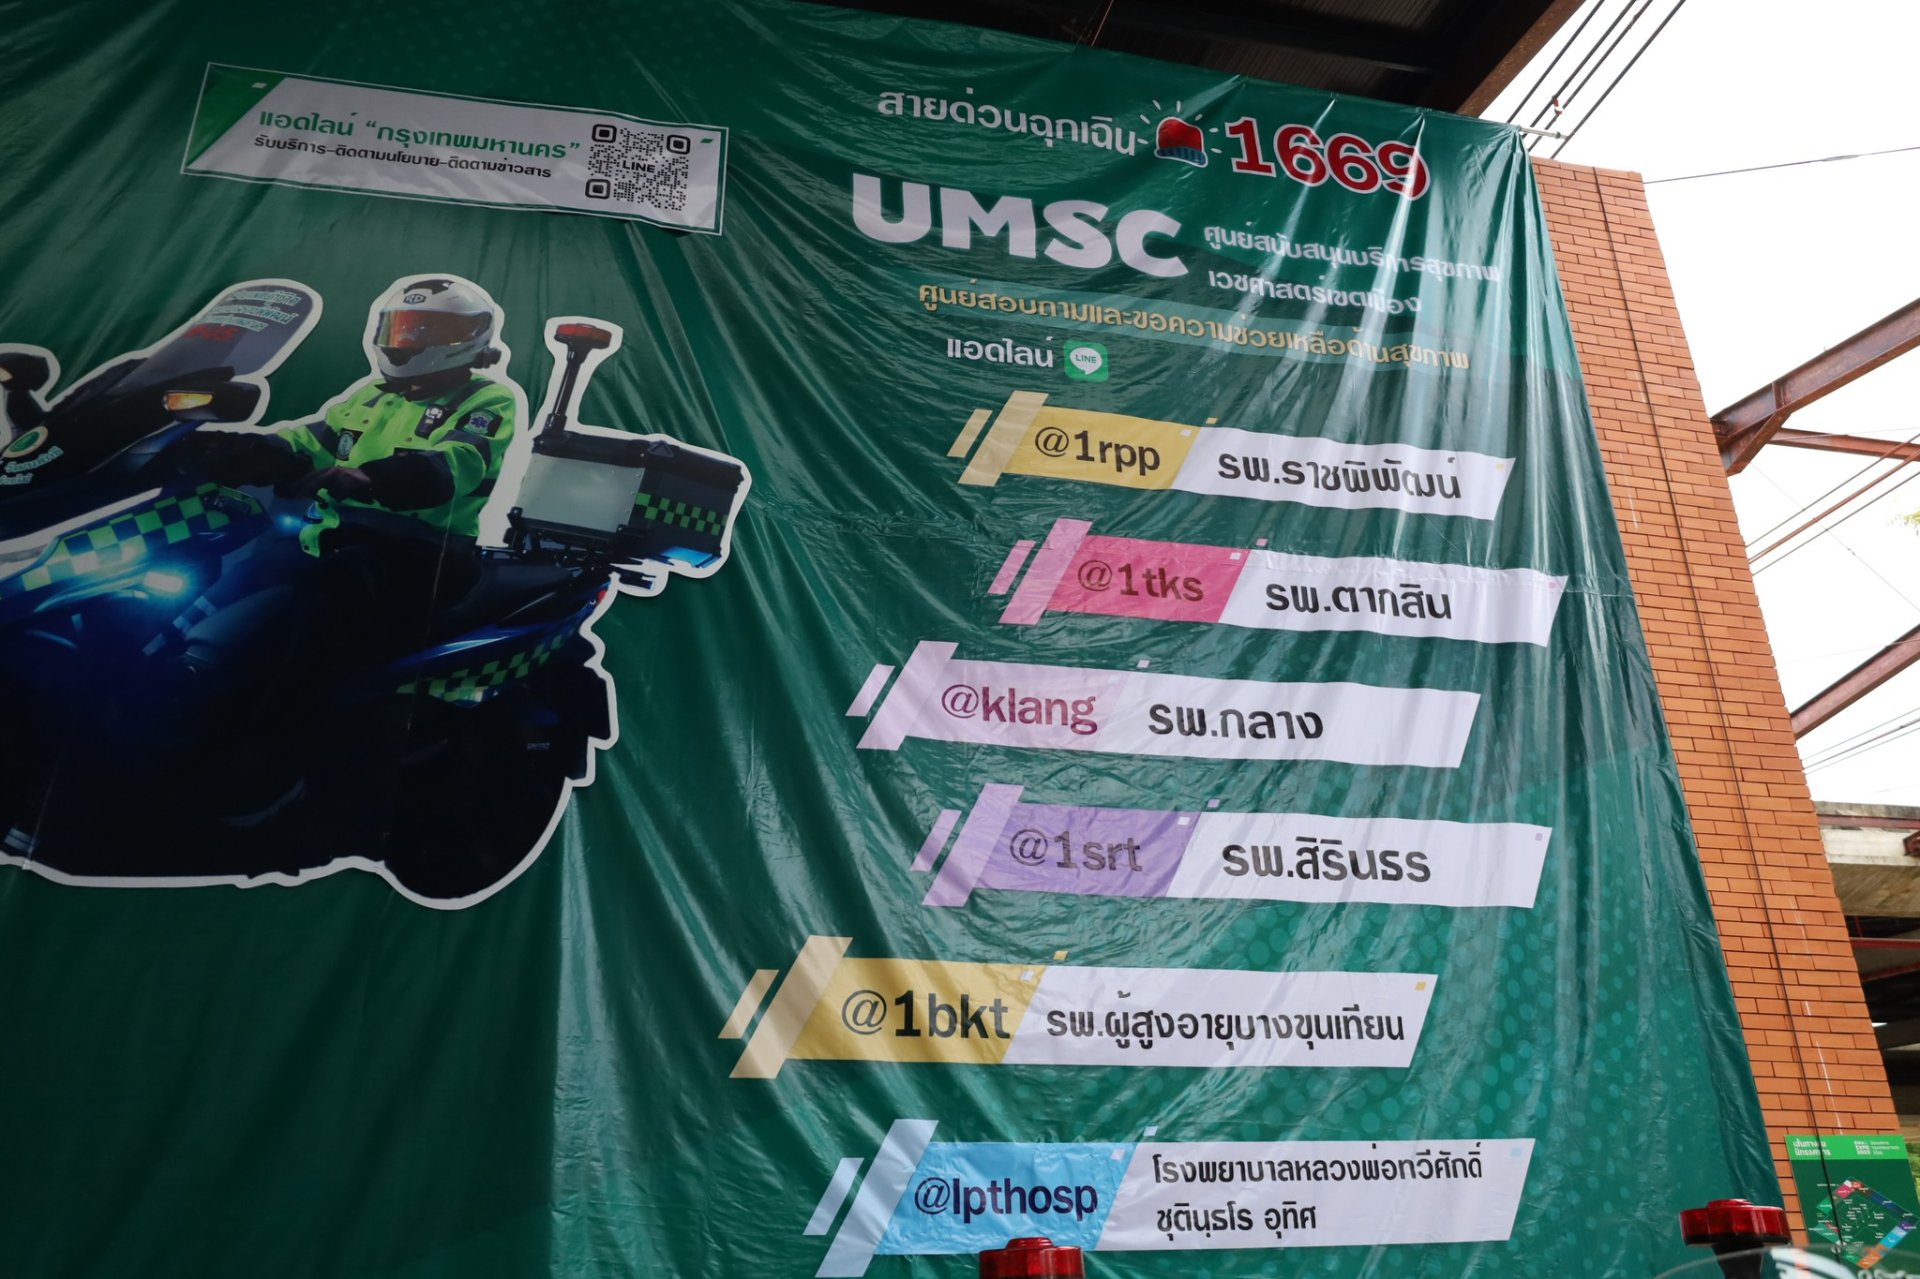 แอดไลน์ “กรุงเทพมหานคร”
รับบริการ-ติดตามนโยบาย-ติดตามข่าวสาร
LINE
สายด่วนฉุกเฉิน 1669
UMSC
ศูนย์สนับสนุนบริการสุขภาพ
เวชศาสตร์เขตเมือง
ศูนย์สอบถามและขอความช่วยเหลือด้านสุขภาพ
แอดไลน์ LINE
@1rpp รพ.ราชพิพัฒน์
@1tks รพ.ตากสิน
@klang รพ.กลาง
@1srt รพ.สิรินธร
@1bkt รพ.ผู้สูงอายุบางขุนเทียน
@lpthosp โรงพยาบาลหลวงพ่อทวีศักดิ์
ชุตินฺธโร อุทิศ